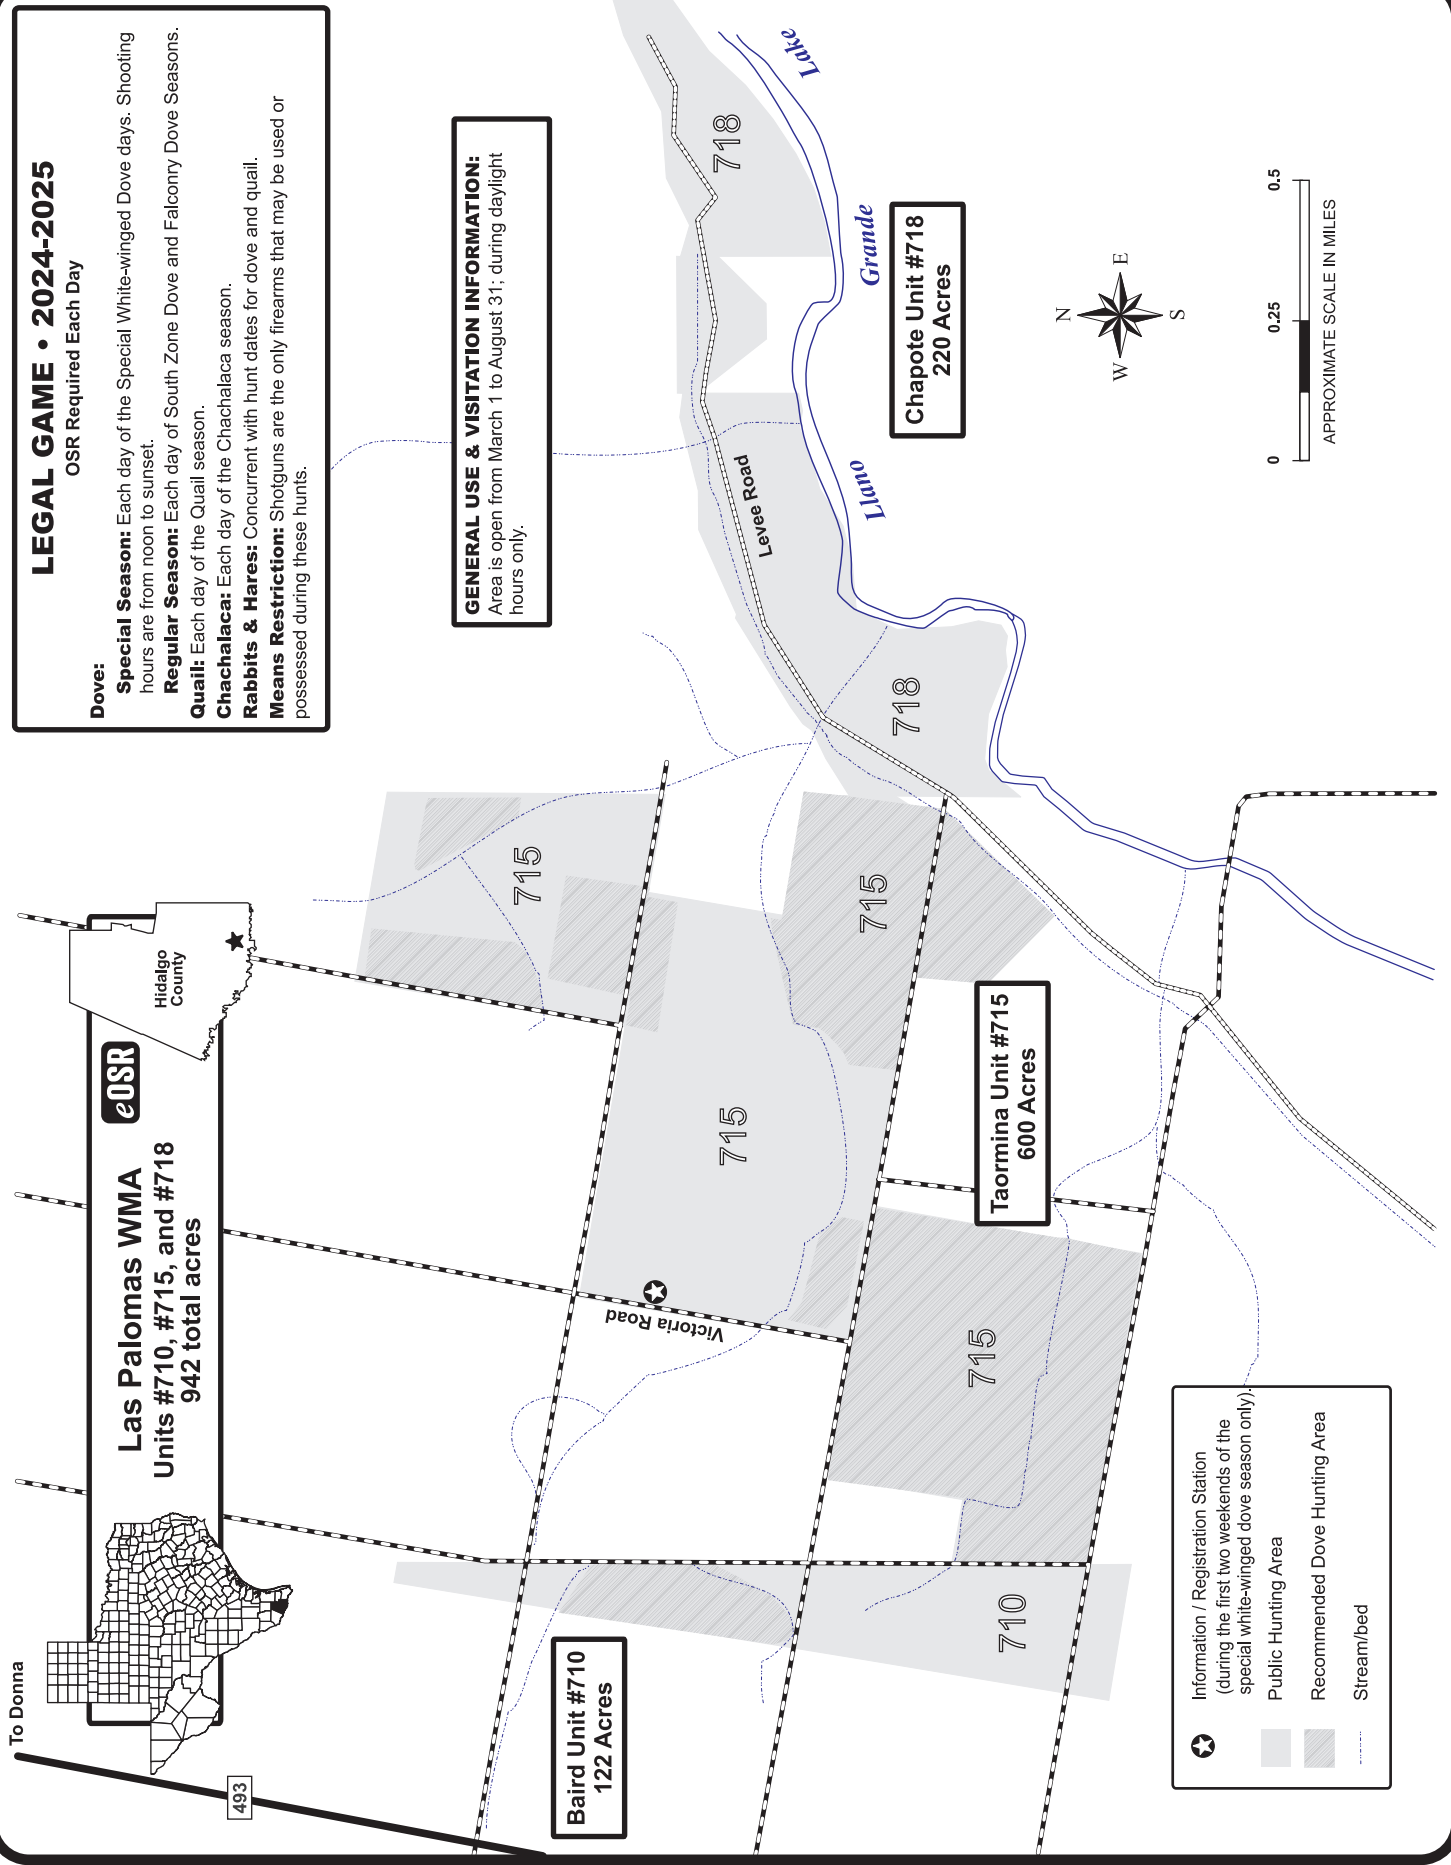 To Donna
493
Las Palomas WMA
Units #710, #715, and #718
942 total acres
eOSR
Hidalgo
County
LEGAL GAME • 2024-2025
OSR Required Each Day
Dove:
Special Season: Each day of the Special White-winged Dove days. Shooting
hours are from noon to sunset.
Regular Season: Each day of South Zone Dove and Falconry Dove Seasons.
Quail: Each day of the Quail season.
Chachalaca: Each day of the Chachalaca season.
Rabbits & Hares: Concurrent with hunt dates for dove and quail.
Means Restriction: Shotguns are the only firearms that may be used or
possessed during these hunts.
GENERAL USE & VISITATION INFORMATION:
Area is open from March 1 to August 31; during daylight
hours only.
Baird Unit #710
122 Acres
710
Victoria Road
715
715
715
715
Taormina Unit #715
600 Acres
718
718
Levee Road
Llano
Grande
Lake
Chapote Unit #718
220 Acres
N
W
E
S
0
0.25
0.5
APPROXIMATE SCALE IN MILES
Information / Registration Station
(during the first two weekends of the
special white-winged dove season only).
Public Hunting Area
Recommended Dove Hunting Area
Stream/bed